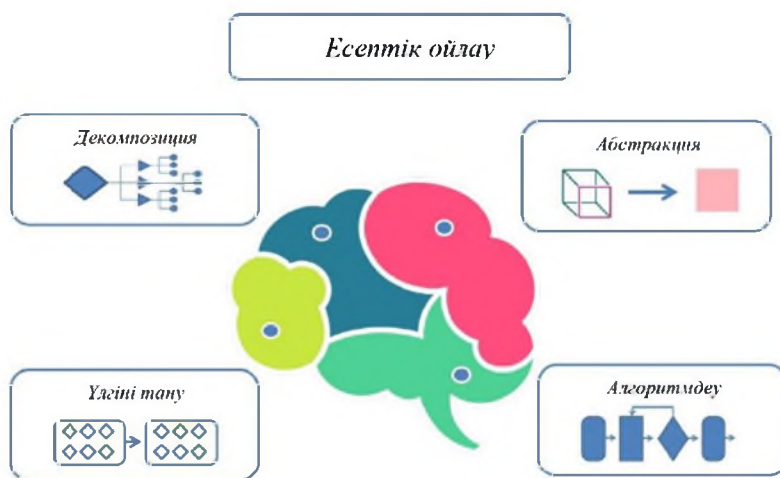 Есептік ойлау
Декомпозиция
Абстракция
Үлгіні тану
Алгоритмдеу